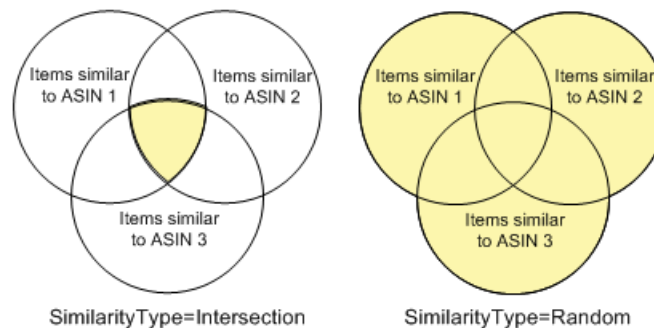 Items similar
to ASIN 1
Items similar
to ASIN 2
Items similar
to ASIN 3
SimilarityType=Intersection
Items similar
to ASIN 1
Items similar
to ASIN 2
Items similar
to ASIN 3
SimilarityType=Random